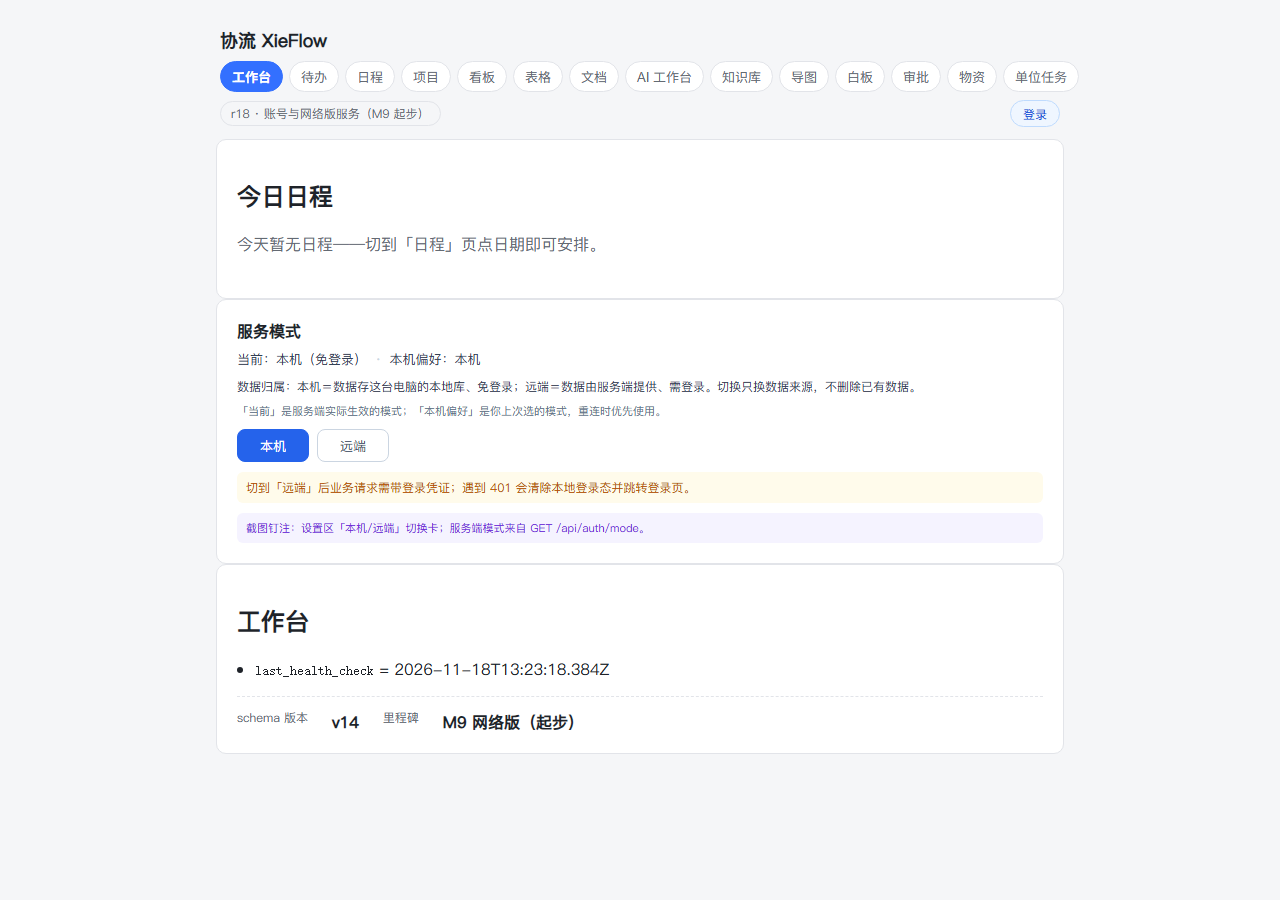 协流 XieFlow
工作台 待办 日程 项目 看板 表格 文档 AI 工作台 知识库 导图 白板 审批 物资 单位任务
r18 · 账号与网络版服务（M9 起步） 登录
今日日程
今天暂无日程——切到「日程」页点日期即可安排。
服务模式
当前：本机（免登录） · 本机偏好：本机
数据归属：本机＝数据存这台电脑的本地库、免登录；远端＝数据由服务端提供、需登录。切换只换数据来源，不删除已有数据。
「当前」是服务端实际生效的模式；「本机偏好」是你上次选的模式，重连时优先使用。
本机 远端
切到「远端」后业务请求需带登录凭证；遇到 401 会清除本地登录态并跳转登录页。
截图钉注：设置区「本机/远端」切换卡；服务端模式来自 GET /api/auth/mode。
工作台
last_health_check = 2026-11-18T13:23:18.384Z
schema 版本 v14 里程碑 M9 网络版（起步）